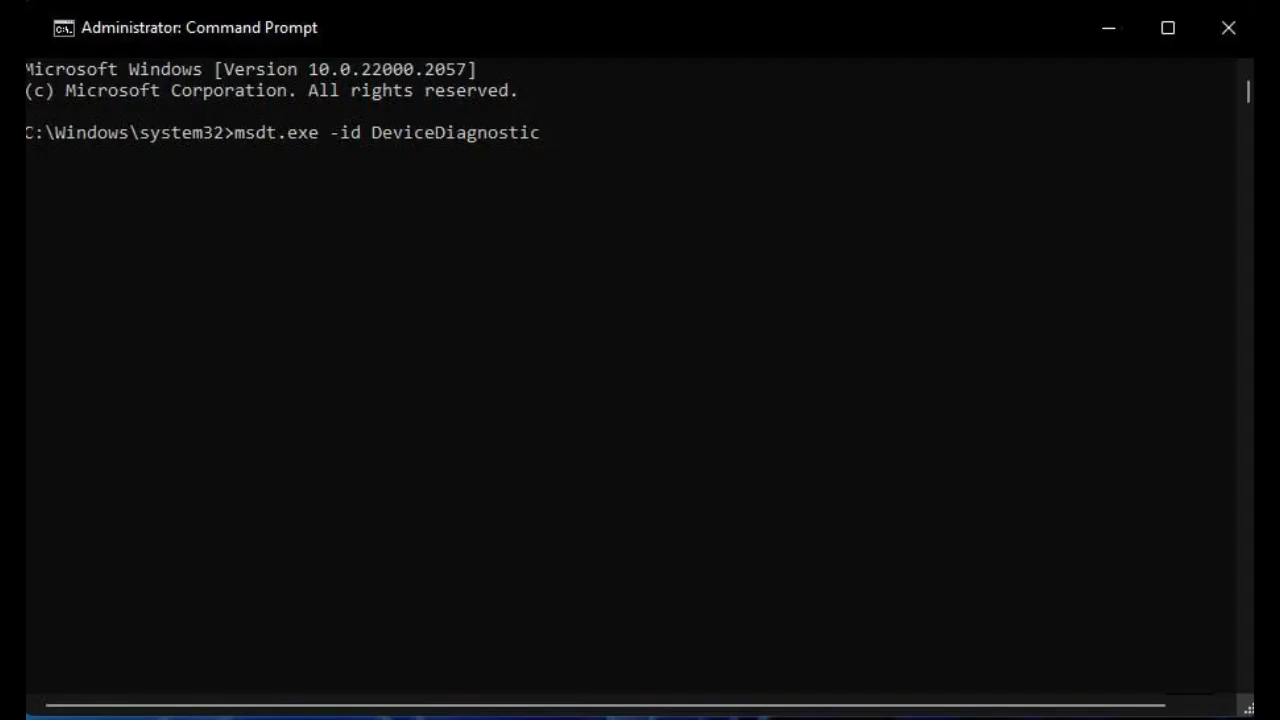 Administrator: Command Prompt
Microsoft Windows [Version 10.0.22000.2057]
(c) Microsoft Corporation. All rights reserved.
C:\Windows\system32>msdt.exe -id DeviceDiagnostic